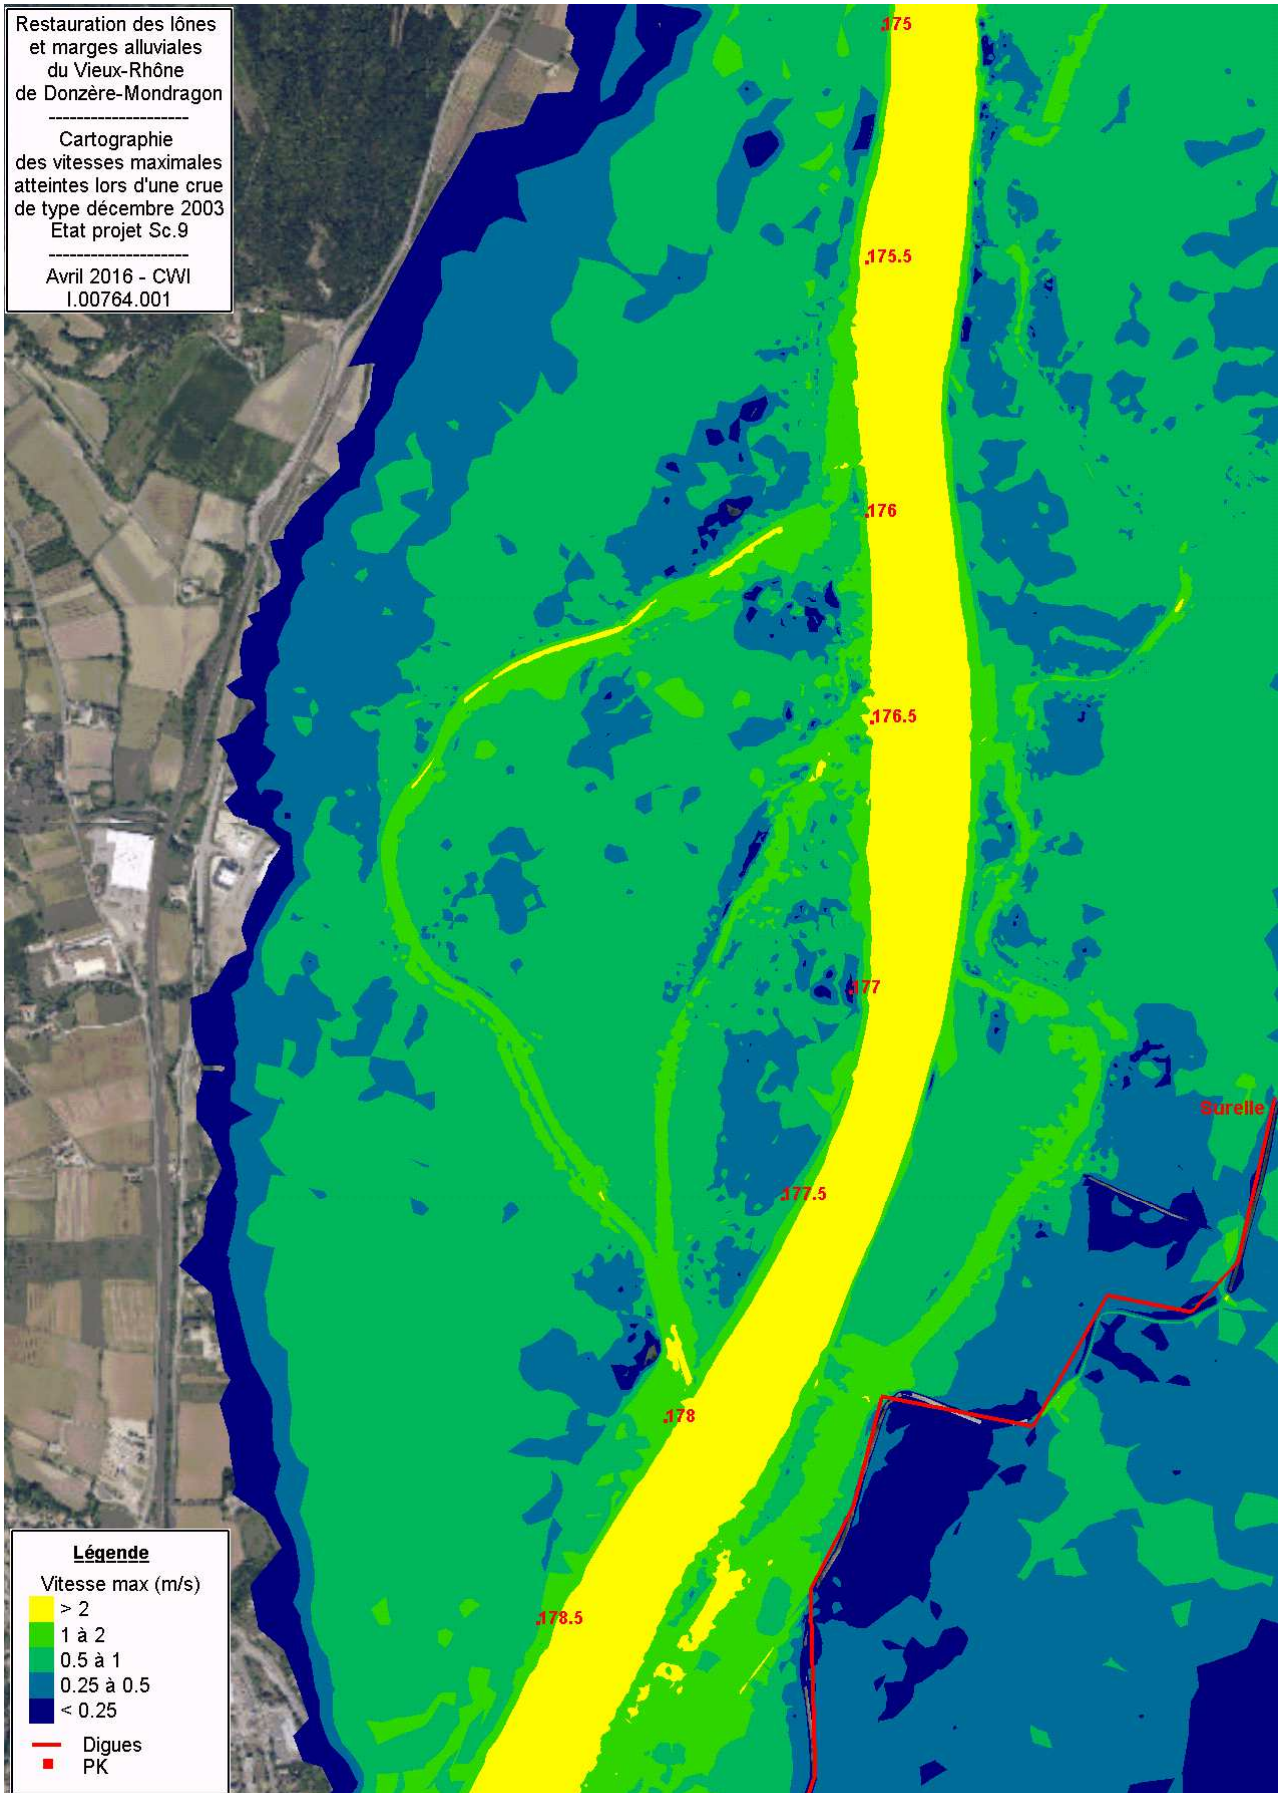 Restauration des lônes
et marges alluviales
du Vieux-Rhône
de Donzère-Mondragon
--------------------
Cartographie
des vitesses maximales
atteintes lors d'une crue
de type décembre 2003
Etat projet Sc.9
--------------------
Avril 2016 - CWI
I.00764.001
175
175.5
176
176.5
177
Surelle
177.5
178
178.5
Légende
Vitesse max (m/s)
> 2
1 à 2
0.5 à 1
0.25 à 0.5
< 0.25
Digues
PK